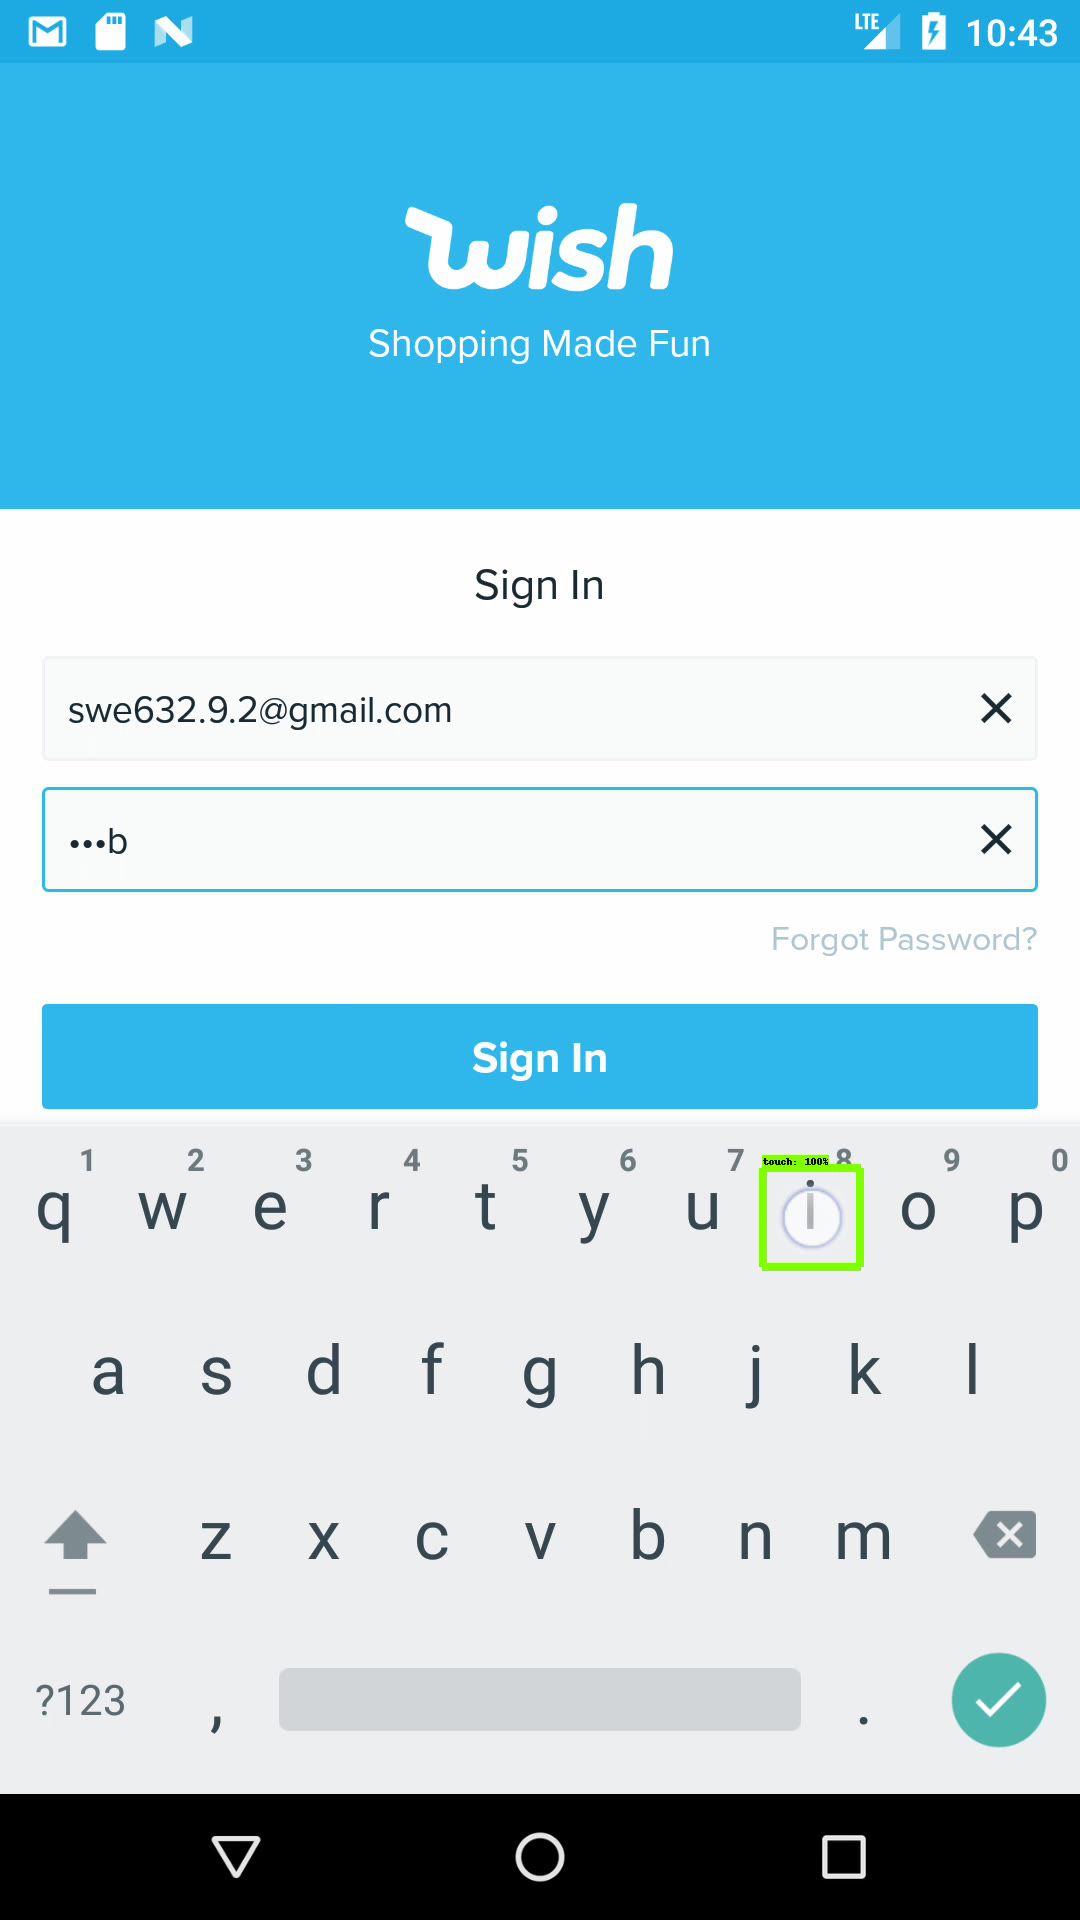 LTE 10:43
wish
Shopping Made Fun
Sign In
swe632.9.2@gmail.com
•••b
Forgot Password?
Sign In
1 2 3 4 5 6 7 8 9 0
touch: 100%
q w e r t y u i o p
a s d f g h j k l
z x c v b n m
?123 , .